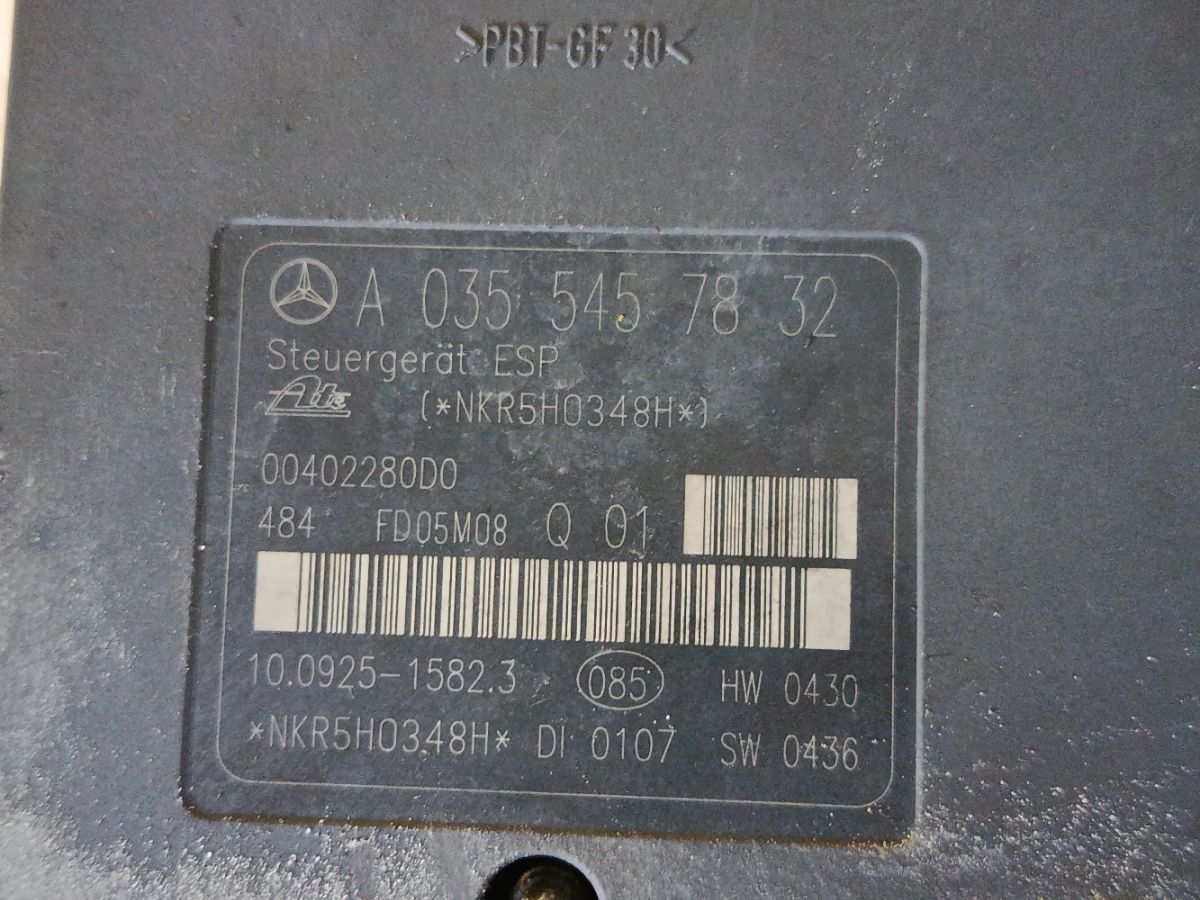 >PBT-GF 30<
A 035 545 78 32
Steuergerät ESP
Ate (*NKR5H0348H*)
00402280D0
484 FD05M08 Q 01
10.0925-1582.3 085 HW 0430
*NKR5H0348H* DI 0107 SW 0436